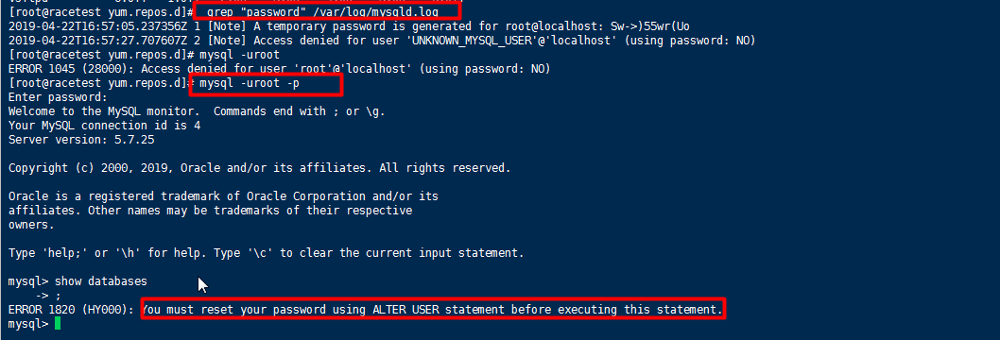 [root@racetest yum.repos.d]# grep "password" /var/log/mysqld.log
2019-04-22T16:57:05.237356Z 1 [Note] A temporary password is generated for root@localhost: Sw->)55wr(Uo
2019-04-22T16:57:27.707607Z 2 [Note] Access denied for user 'UNKNOWN_MYSQL_USER'@'localhost' (using password: NO)
[root@racetest yum.repos.d]# mysql -uroot
ERROR 1045 (28000): Access denied for user 'root'@'localhost' (using password: NO)
[root@racetest yum.repos.d]# mysql -uroot -p
Enter password:
Welcome to the MySQL monitor.  Commands end with ; or \g.
Your MySQL connection id is 4
Server version: 5.7.25
Copyright (c) 2000, 2019, Oracle and/or its affiliates. All rights reserved.
Oracle is a registered trademark of Oracle Corporation and/or its
affiliates. Other names may be trademarks of their respective
owners.
Type 'help;' or '\h' for help. Type '\c' to clear the current input statement.
mysql> show databases
    -> ;
ERROR 1820 (HY000): You must reset your password using ALTER USER statement before executing this statement.
mysql>